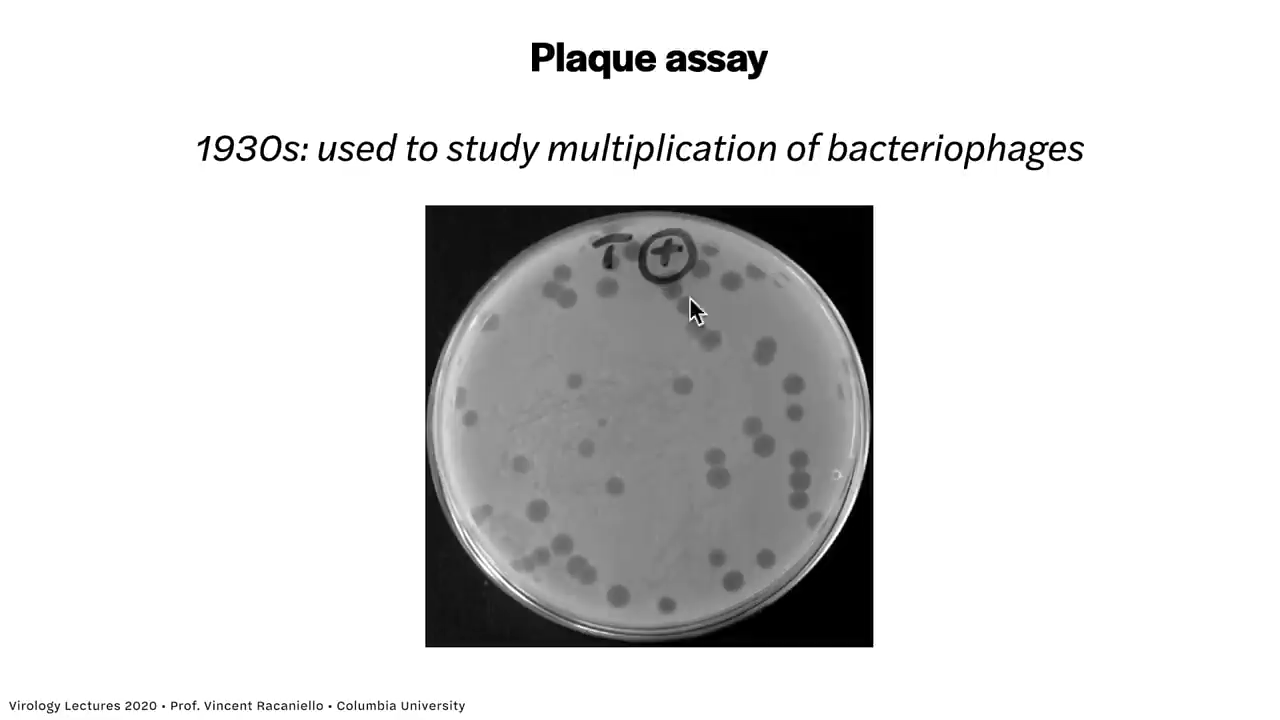 Plaque assay
1930s: used to study multiplication of bacteriophages
T +
Virology Lectures 2020 • Prof. Vincent Racaniello • Columbia University